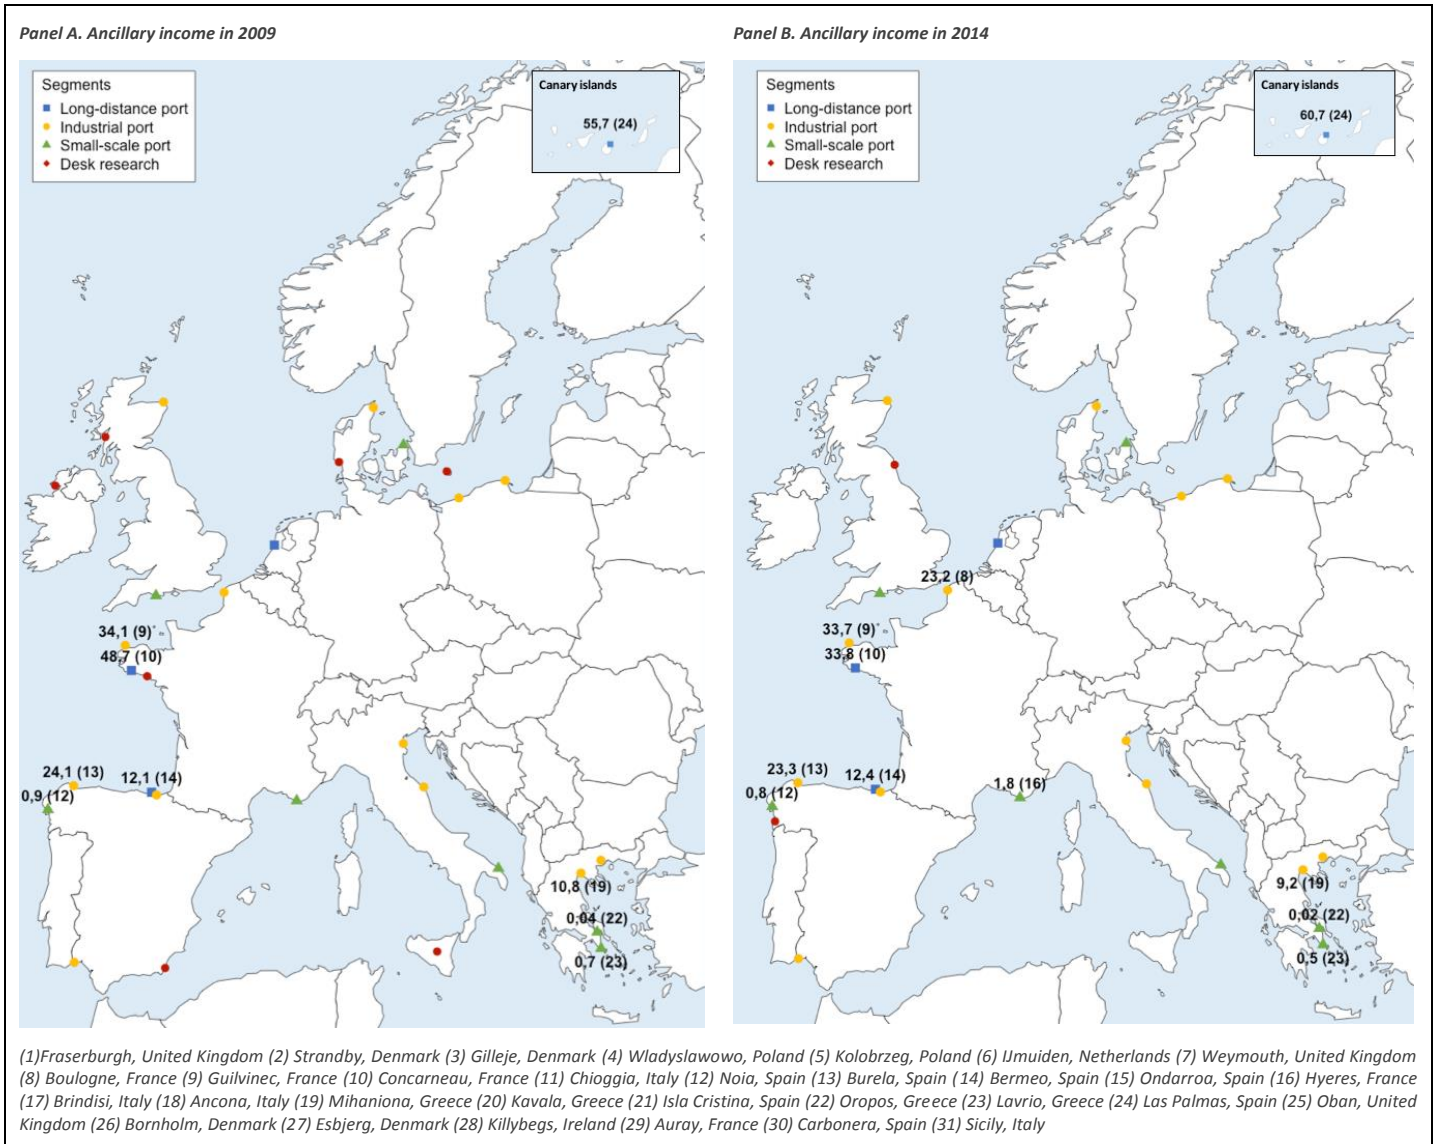 Panel A. Ancillary income in 2009
Segments
Long-distance port
Industrial port
Small-scale port
Desk research
Canary islands
55,7 (24)
34,1 (9)*
48,7 (10)
24,1 (13)
12,1 (14)
0,9 (12)
10,8 (19)
0,04 (22)
0,7 (23)
Panel B. Ancillary income in 2014
Segments
Long-distance port
Industrial port
Small-scale port
Desk research
Canary islands
60,7 (24)
23,2 (8)
33,7 (9)*
33,8 (10)
23,3 (13)
12,4 (14)
0,8 (12)
1,8 (16)
9,2 (19)
0,02 (22)
0,5 (23)
(1)Fraserburgh, United Kingdom (2) Strandby, Denmark (3) Gilleje, Denmark (4) Wladyslawowo, Poland (5) Kolobrzeg, Poland (6) IJmuiden, Netherlands (7) Weymouth, United Kingdom
(8) Boulogne, France (9) Guilvinec, France (10) Concarneau, France (11) Chioggia, Italy (12) Noia, Spain (13) Burela, Spain (14) Bermeo, Spain (15) Ondarroa, Spain (16) Hyeres, France
(17) Brindisi, Italy (18) Ancona, Italy (19) Mihaniona, Greece (20) Kavala, Greece (21) Isla Cristina, Spain (22) Oropos, Greece (23) Lavrio, Greece (24) Las Palmas, Spain (25) Oban, United
Kingdom (26) Bornholm, Denmark (27) Esbjerg, Denmark (28) Killybegs, Ireland (29) Auray, France (30) Carbonera, Spain (31) Sicily, Italy